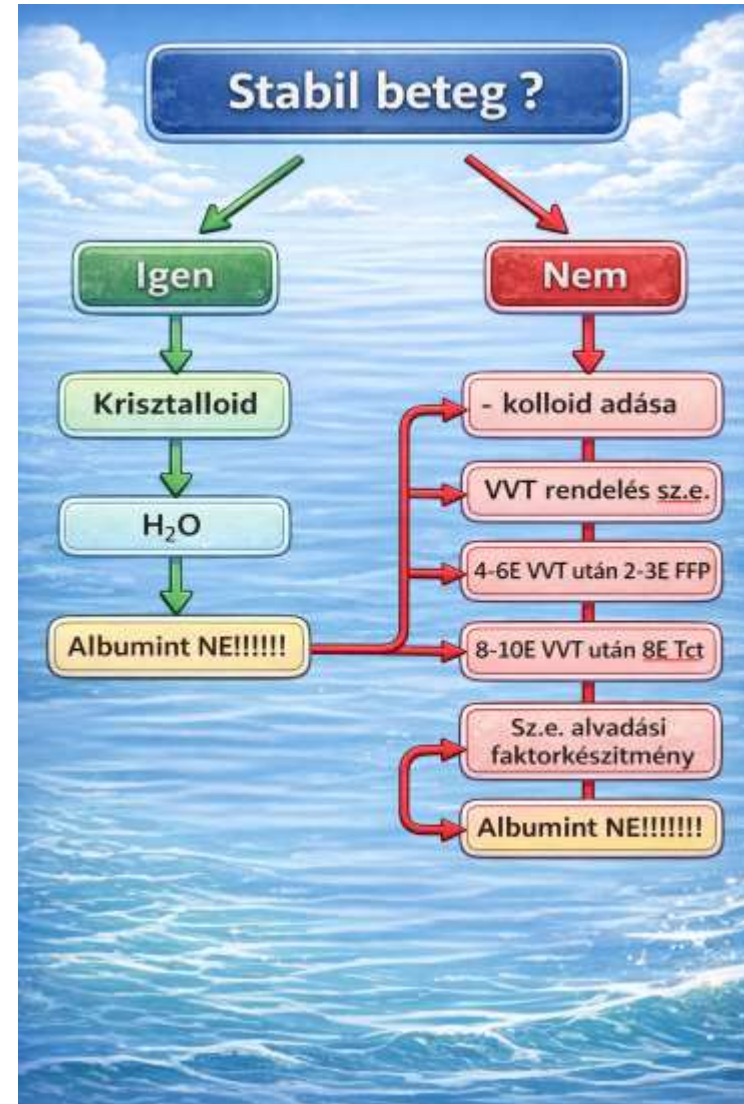 Stabil beteg ?
Igen
Krisztalloid
H₂O
Albumint NE!!!!!!
Nem
- kolloid adása
VVT rendelés sz.e.
4-6E VVT után 2-3E FFP
8-10E VVT után 8E Tct
Sz.e. alvadási
faktorkészitmény
Albumint NE!!!!!!!